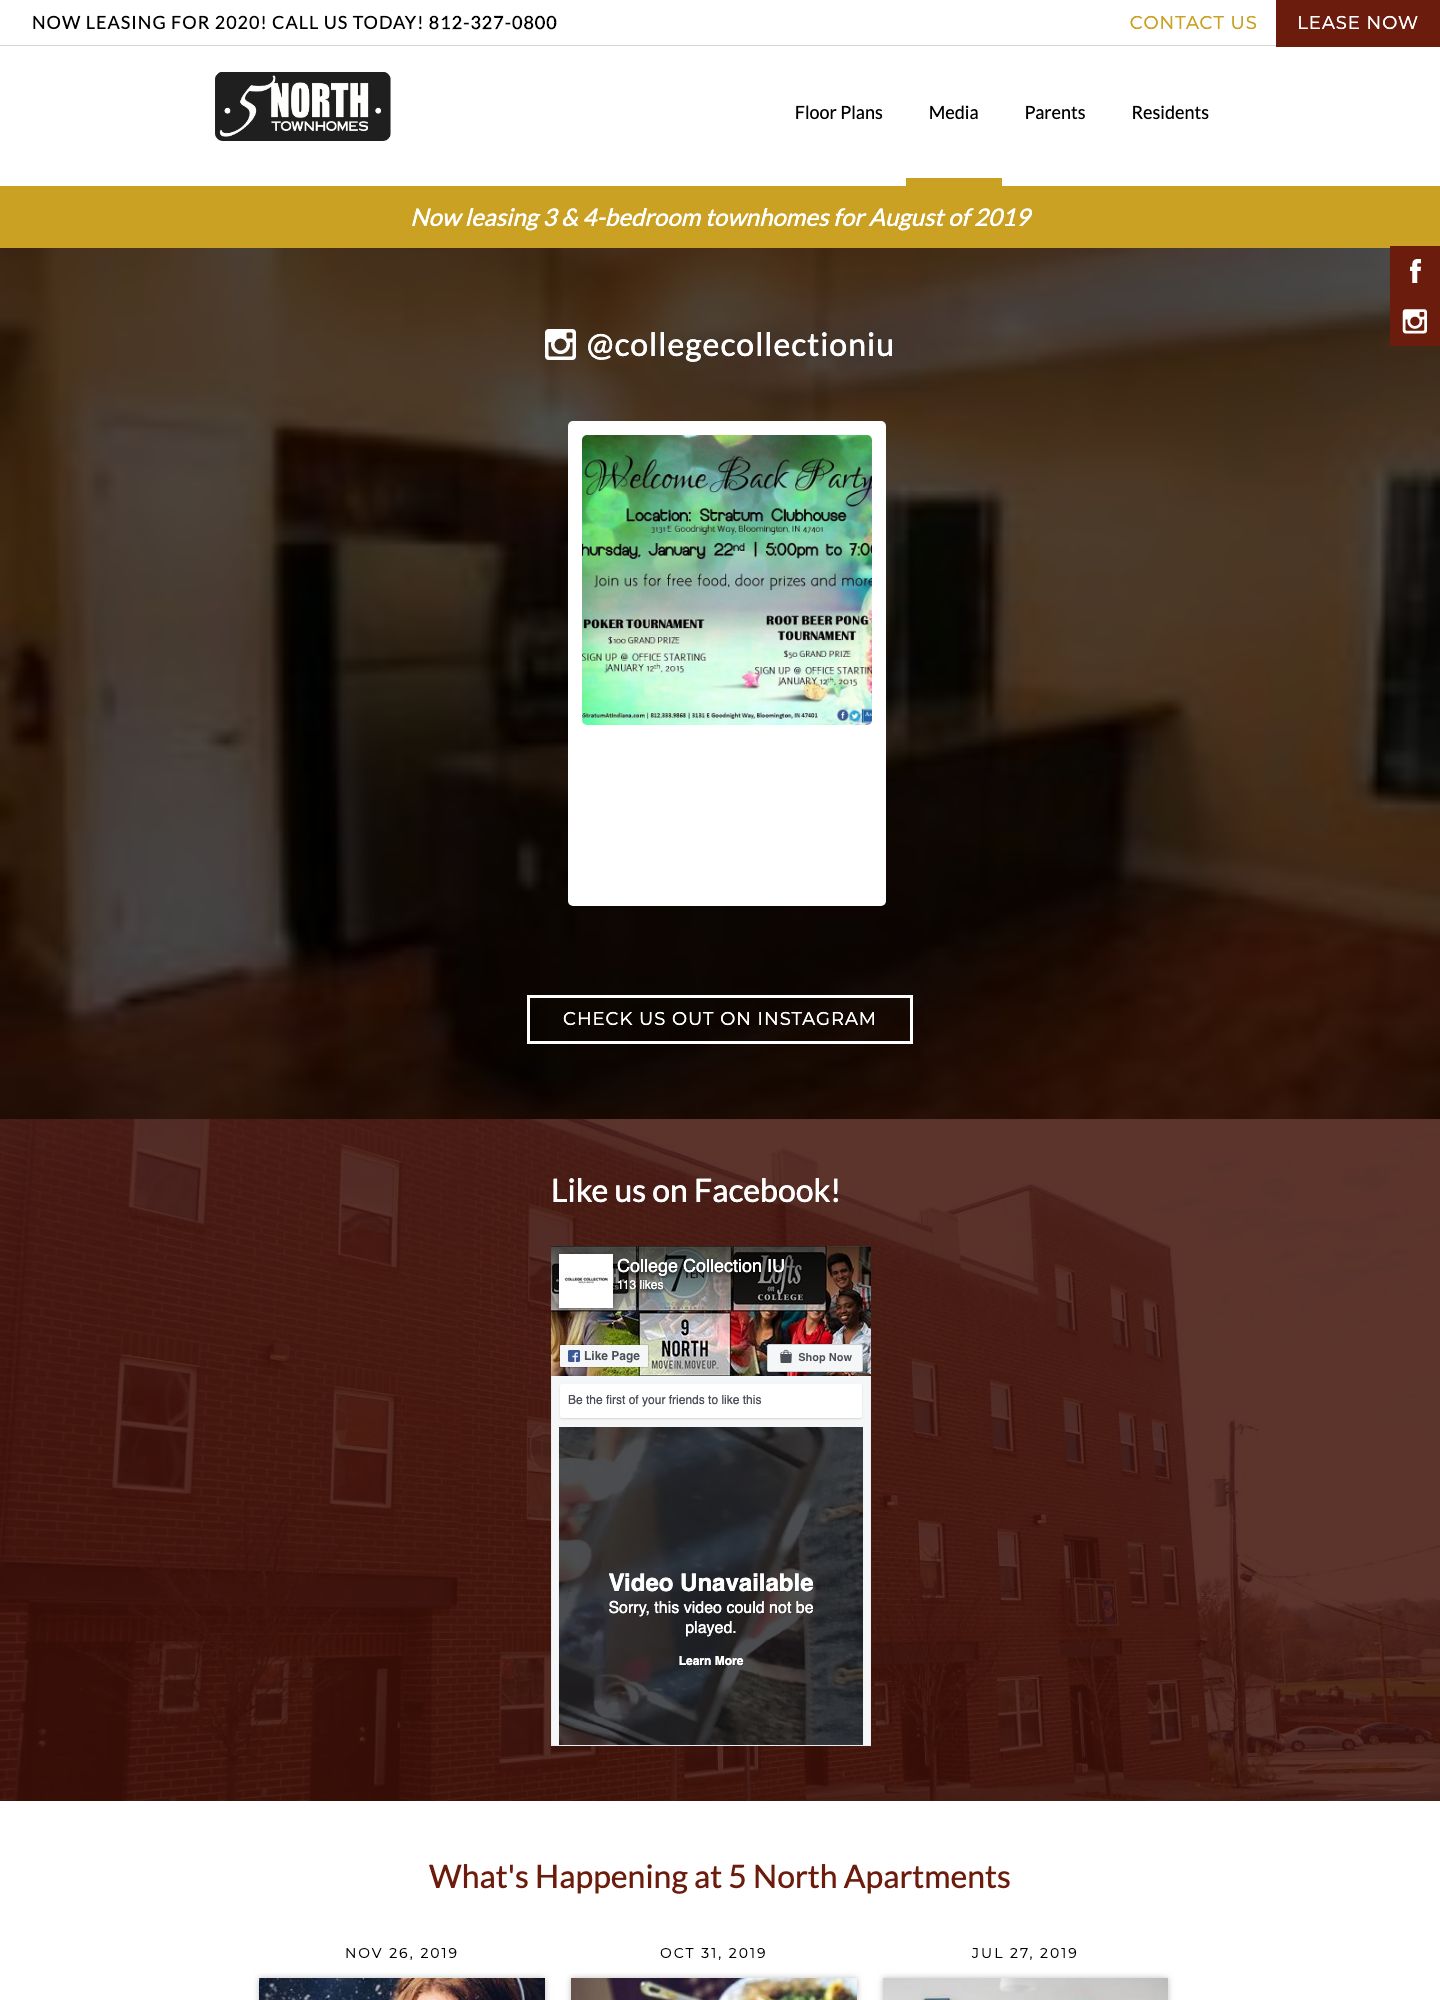 NOW LEASING FOR 2020! CALL US TODAY! 812-327-0800
CONTACT US
LEASE NOW
5 NORTH
TOWNHOMES
Floor Plans
Media
Parents
Residents
Now leasing 3 & 4-bedroom townhomes for August of 2019
@collegecollectioniu
Welcome Back Party
Location: Stratum Clubhouse
3131 E Goodnight Way, Bloomington, IN 47401
hursday, January 22nd | 5:00pm to 7:00
Join us for free food, door prizes and more
POKER TOURNAMENT
$100 GRAND PRIZE
SIGN UP @ OFFICE STARTING
JANUARY 12th, 2015
ROOT BEER PONG
TOURNAMENT
$50 GRAND PRIZE
SIGN UP @ OFFICE STARTIN
JANUARY 12th, 2015
StratumAtIndiana.com | 812.333.9868 | 3131 E Goodnight Way, Bloomington, IN 47401
CHECK US OUT ON INSTAGRAM
Like us on Facebook!
COLLEGE COLLECTION
College Collection IU
113 likes
7
TEN
Lofts
on
COLLEGE
9
NORTH
MOVE IN. MOVE UP.
Like Page
Shop Now
Be the first of your friends to like this
Video Unavailable
Sorry, this video could not be
played.
Learn More
What's Happening at 5 North Apartments
NOV 26, 2019
OCT 31, 2019
JUL 27, 2019